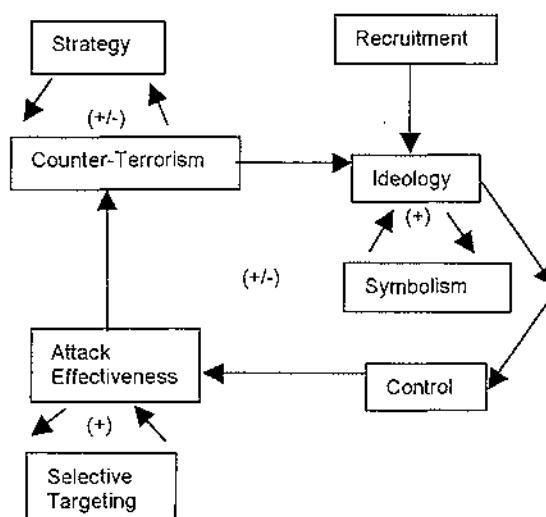 Strategy
Recruitment
(+/-)
Counter-Terrorism
Ideology
(+)
(+/-)
Symbolism
Attack
Effectiveness
Control
(+)
Selective
Targeting